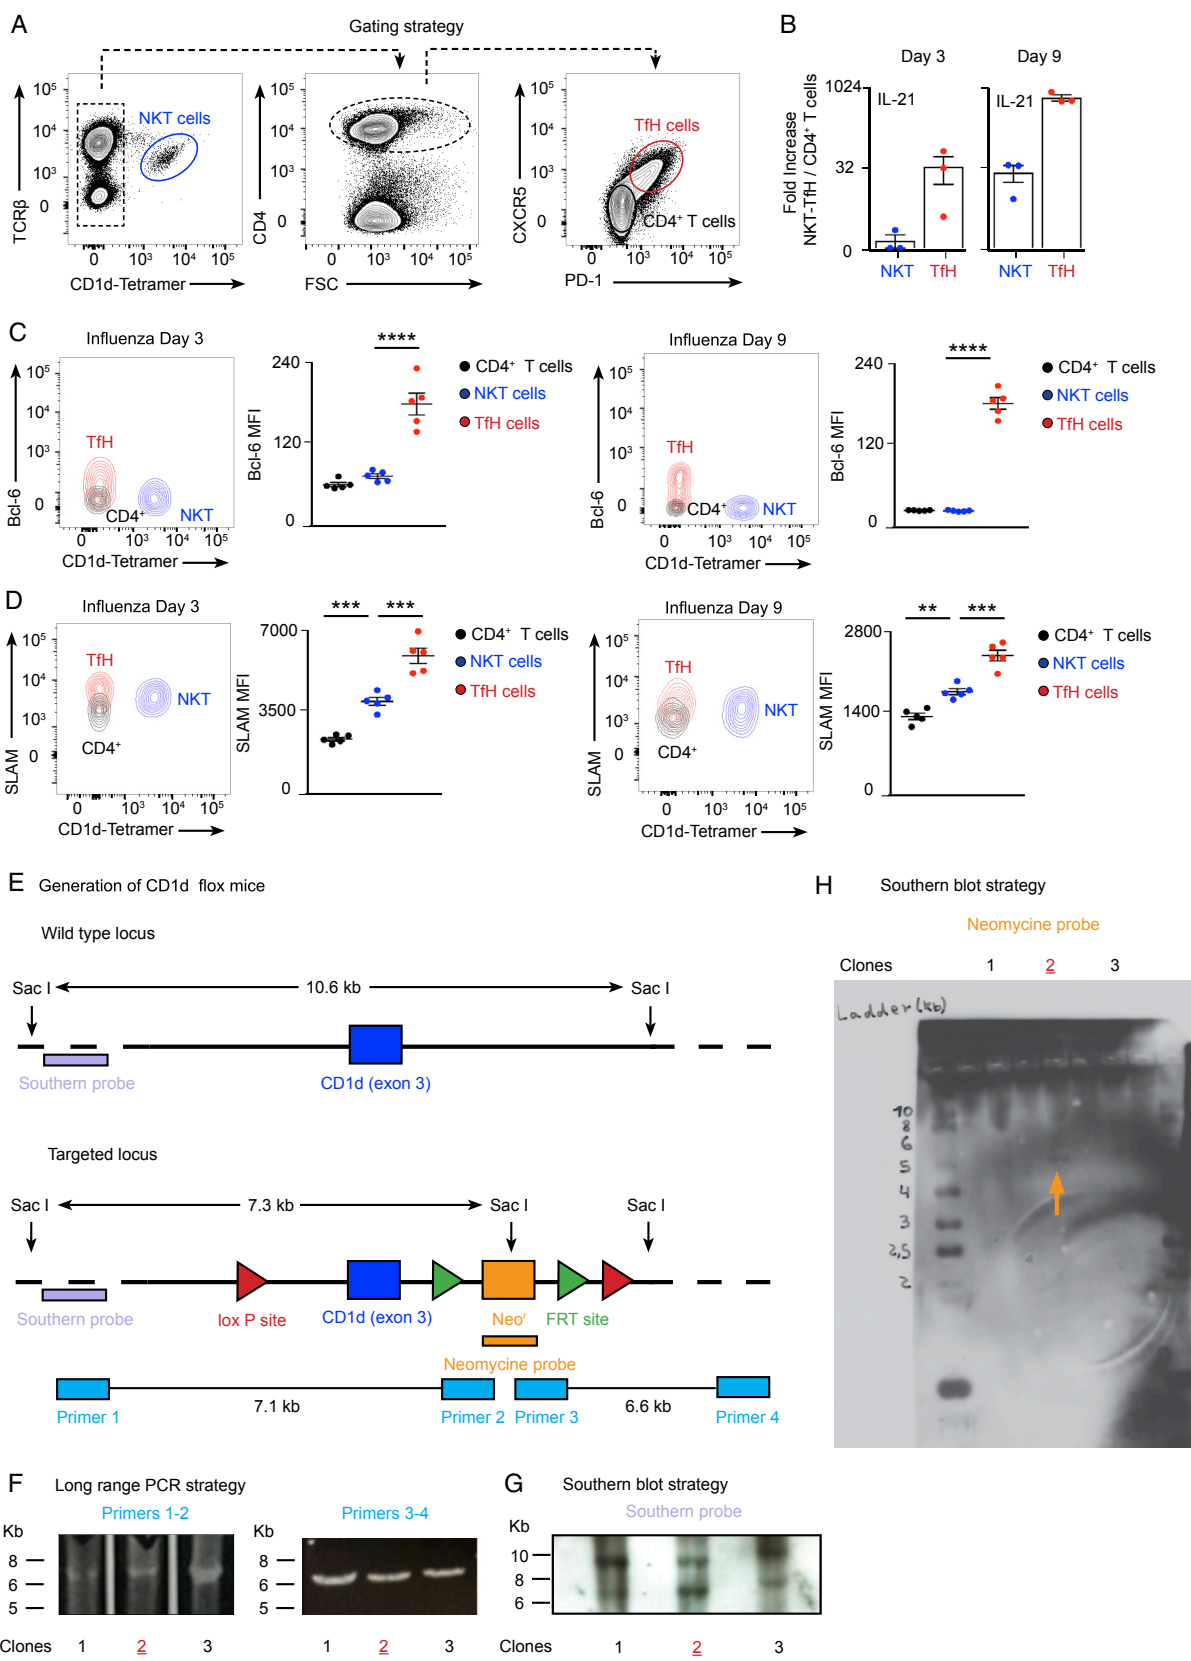 A
Gating strategy
TCRβ
10⁵
10⁴
10³
0
NKT cells
0 10³ 10⁴ 10⁵
CD1d-Tetramer
CD4
10⁵
10⁴
10³
0
0 10³ 10⁴ 10⁵
FSC
CXCR5
10⁵
10⁴
10³
0
TfH cells
CD4⁺ T cells
0 10³ 10⁴ 10⁵
PD-1
B
Day 3 Day 9
Fold Increase
NKT-TfH / CD4⁺ T cells
1024
32
0
IL-21 IL-21
NKT TfH NKT TfH
C
Influenza Day 3
Bcl-6
10⁵
10⁴
10³
0
TfH
CD4⁺
NKT
0 10³ 10⁴ 10⁵
CD1d-Tetramer
Bcl-6 MFI
240
120
0
****
CD4⁺ T cells
NKT cells
TfH cells
Influenza Day 9
Bcl-6
10⁵
10⁴
10³
0
TfH
CD4⁺
NKT
0 10³ 10⁴ 10⁵
CD1d-Tetramer
Bcl-6 MFI
240
120
0
****
CD4⁺ T cells
NKT cells
TfH cells
D
Influenza Day 3
SLAM
10⁵
10⁴
10³
0
TfH
NKT
CD4⁺
0 10³ 10⁴ 10⁵
CD1d-Tetramer
SLAM MFI
7000
3500
0
*** ***
CD4⁺ T cells
NKT cells
TfH cells
Influenza Day 9
SLAM
10⁵
10⁴
10³
0
TfH
NKT
CD4⁺
0 10³ 10⁴ 10⁵
CD1d-Tetramer
SLAM MFI
2800
1400
0
** ***
CD4⁺ T cells
NKT cells
TfH cells
E Generation of CD1d flox mice
Wild type locus
Sac I 10.6 kb Sac I
Southern probe
CD1d (exon 3)
Targeted locus
Sac I 7.3 kb Sac I Sac I
Southern probe
lox P site
CD1d (exon 3)
Neoʳ
FRT site
Neomycine probe
Primer 1
7.1 kb
Primer 2
Primer 3
6.6 kb
Primer 4
H Southern blot strategy
Neomycine probe
Clones 1 2 3
Ladder (kb)
10
8
6
5
4
3
2,5
2
F Long range PCR strategy
Primers 1-2
Kb
8
6
5
Clones 1 2 3
Primers 3-4
Kb
8
6
5
1 2 3
G Southern blot strategy
Southern probe
Kb
10
8
6
Clones 1 2 3